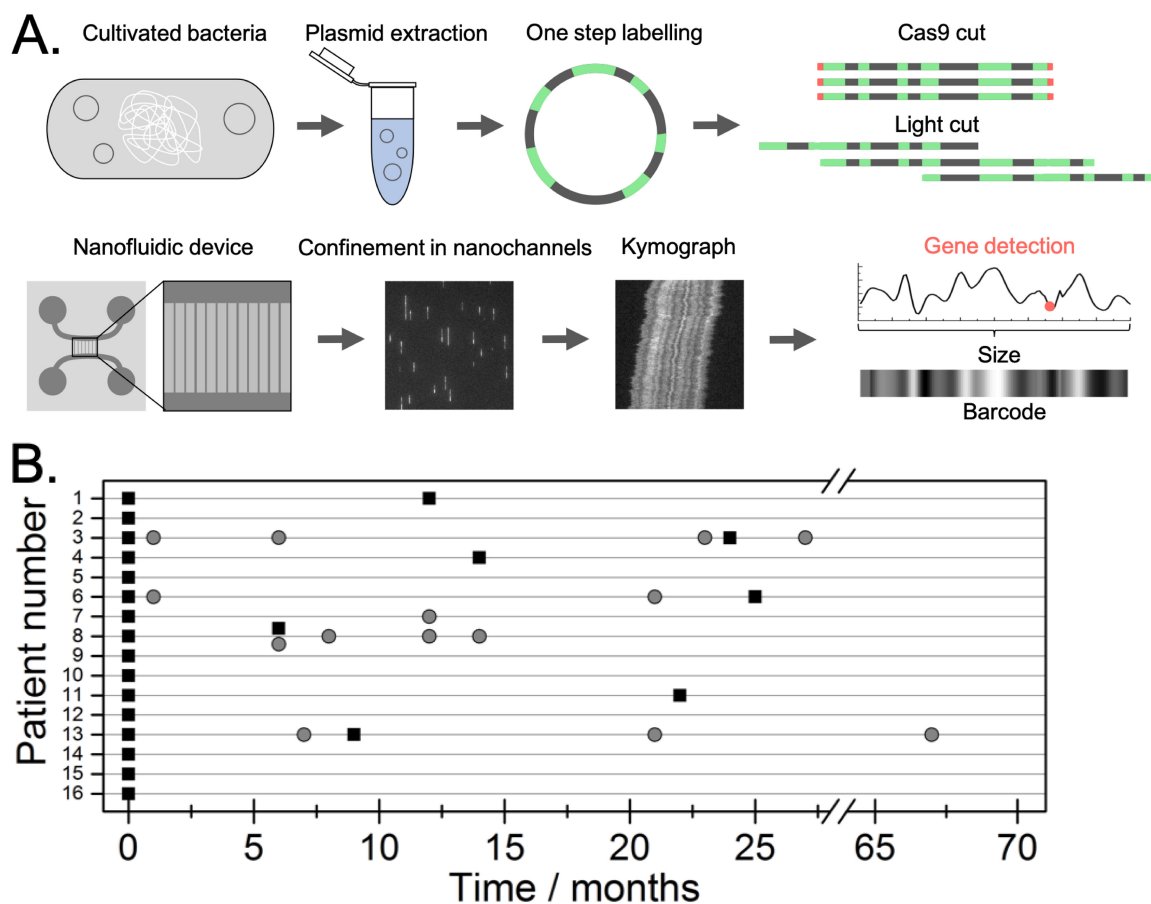 A.
Cultivated bacteria
Plasmid extraction
One step labelling
Cas9 cut
Light cut
Nanofluidic device
Confinement in nanochannels
Kymograph
Gene detection
Size
Barcode
B.
Patient number
1
2
3
4
5
6
7
8
9
10
11
12
13
14
15
16
0 5 10 15 20 25 65 70
Time / months